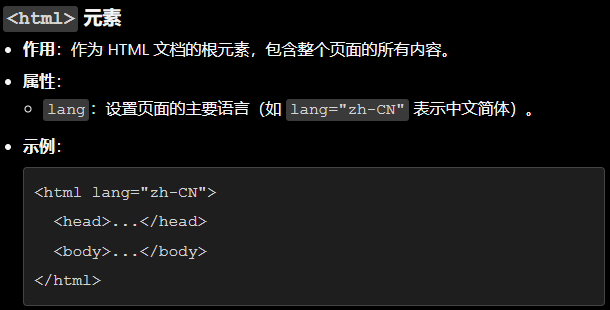 <html> 元素
作用：作为 HTML 文档的根元素，包含整个页面的所有内容。
属性：
lang：设置页面的主要语言（如 lang="zh-CN" 表示中文简体）。
示例：
<html lang="zh-CN">
  <head>...</head>
  <body>...</body>
</html>